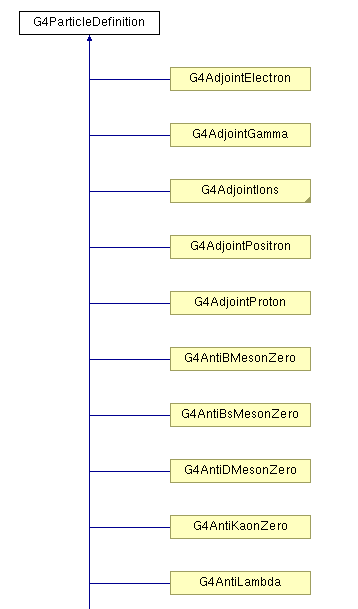 G4ParticleDefinition
G4AdjointElectron
G4AdjointGamma
G4AdjointIons
G4AdjointPositron
G4AdjointProton
G4AntiBMesonZero
G4AntiBsMesonZero
G4AntiDMesonZero
G4AntiKaonZero
G4AntiLambda